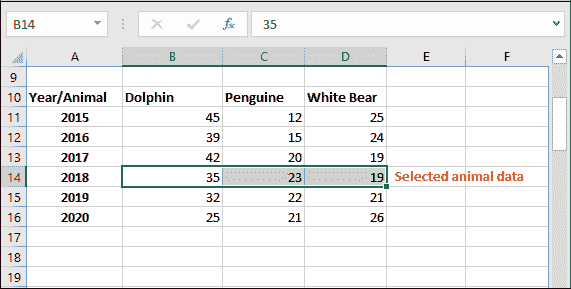 B14 fx 35
A B C D E F
9
10 Year/Animal Dolphin Penguine White Bear
11 2015 45 12 25
12 2016 39 15 24
13 2017 42 20 19
14 2018 35 23 19 Selected animal data
15 2019 32 22 21
16 2020 25 21 26
17
18
19